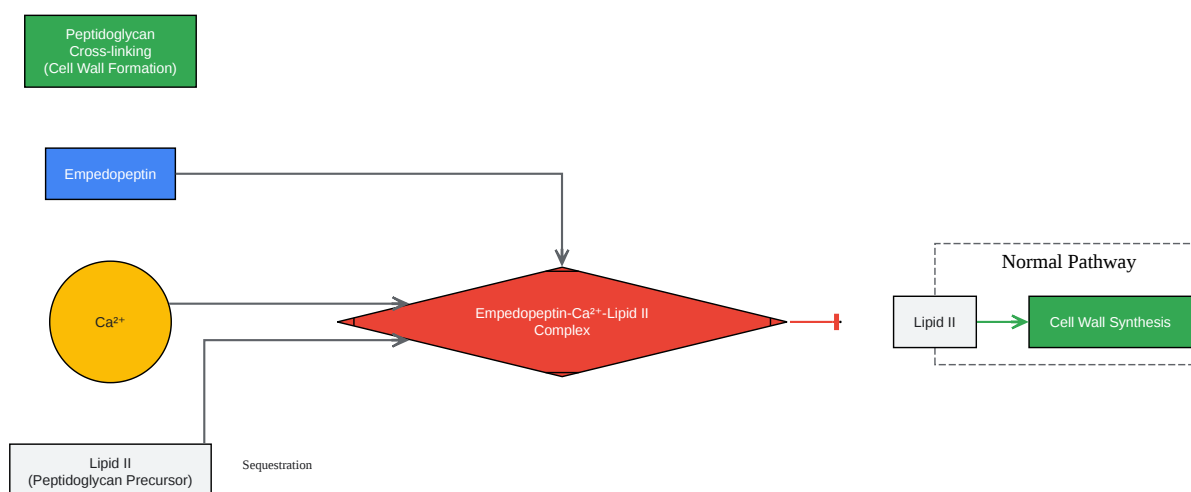 Peptidoglycan
Cross-linking
(Cell Wall Formation)
Empedopeptin
Ca²⁺
Empedopeptin-Ca²⁺-Lipid II
Complex
Normal Pathway
Lipid II
Cell Wall Synthesis
Lipid II
(Peptidoglycan Precursor)
Sequestration